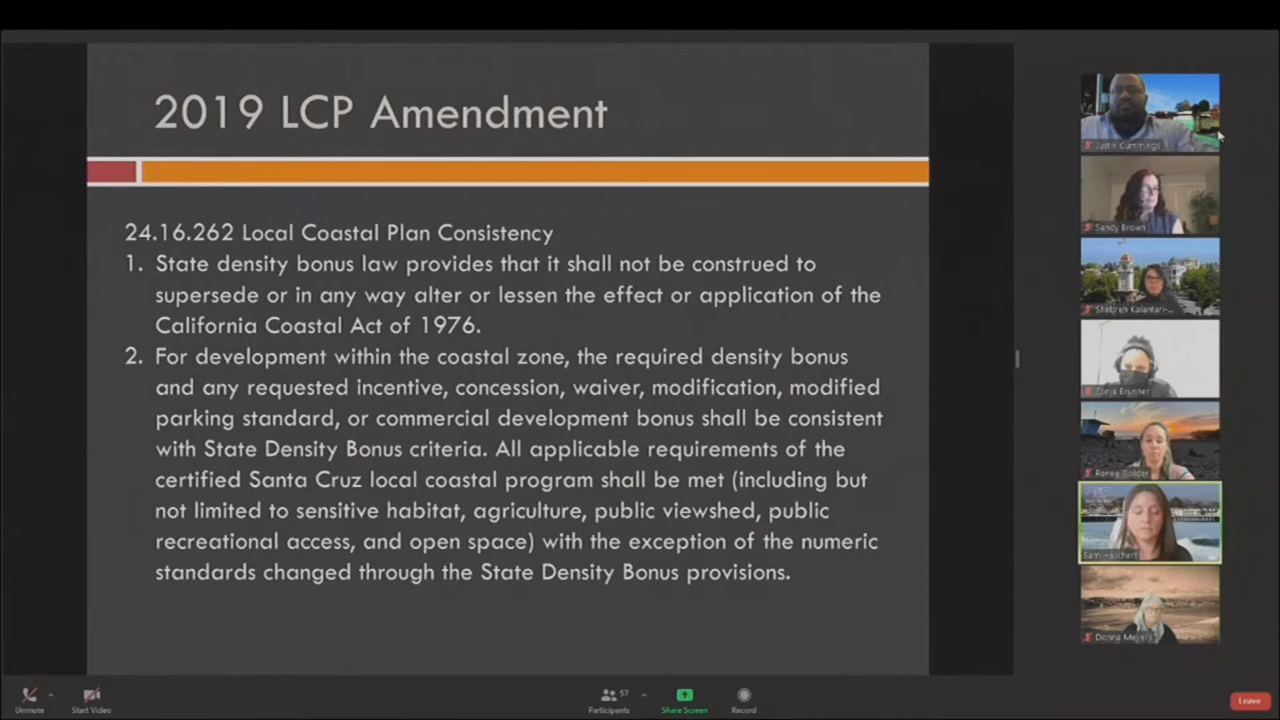 2019 LCP Amendment
24.16.262 Local Coastal Plan Consistency
1. State density bonus law provides that it shall not be construed to
supersede or in any way alter or lessen the effect or application of the
California Coastal Act of 1976.
2. For development within the coastal zone, the required density bonus
and any requested incentive, concession, waiver, modification, modified
parking standard, or commercial development bonus shall be consistent
with State Density Bonus criteria. All applicable requirements of the
certified Santa Cruz local coastal program shall be met (including but
not limited to sensitive habitat, agriculture, public viewshed, public
recreational access, and open space) with the exception of the numeric
standards changed through the State Density Bonus provisions.
Justin Cummings
Sandy Brown
Shebreh Kalantari-...
Sonja Brunner
Renee Golder
Sam Haschert
Donna Meyers
Unmute
Start Video
57
Participants
Share Screen
Record
Leave